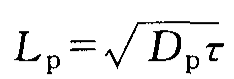 L_p = √(D_p τ)